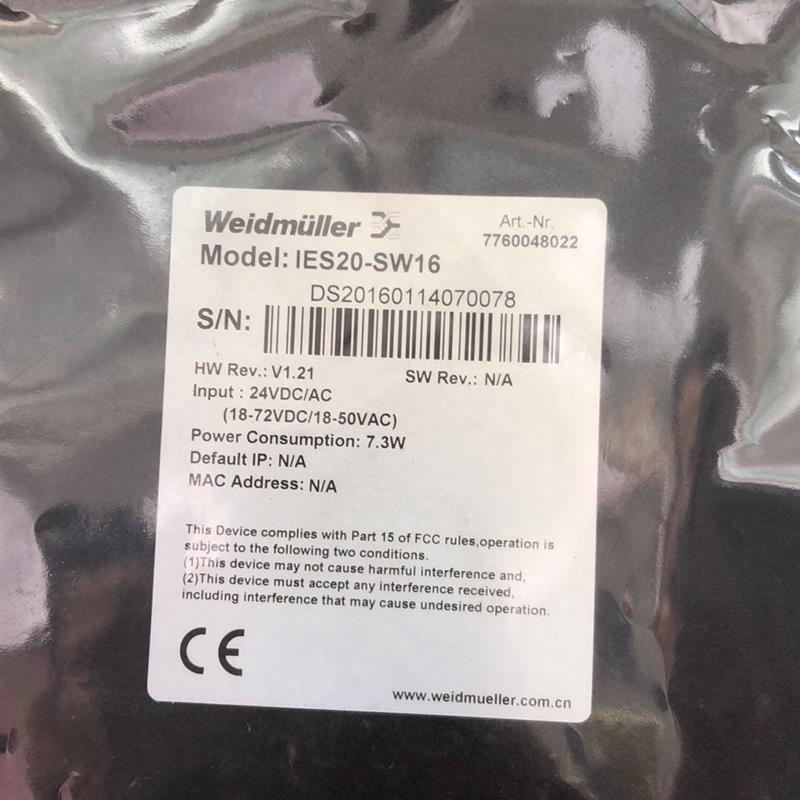 Weidmüller
Art.-Nr.
7760048022
Model: IES20-SW16
DS20160114070078
S/N:
HW Rev.: V1.21
SW Rev.: N/A
Input : 24VDC/AC
(18-72VDC/18-50VAC)
Power Consumption: 7.3W
Default IP: N/A
MAC Address: N/A
This Device complies with Part 15 of FCC rules,operation is
subject to the following two conditions.
(1)This device may not cause harmful interference and,
(2)This device must accept any interference received,
including interference that may cause undesired operation.
CE
www.weidmueller.com.cn